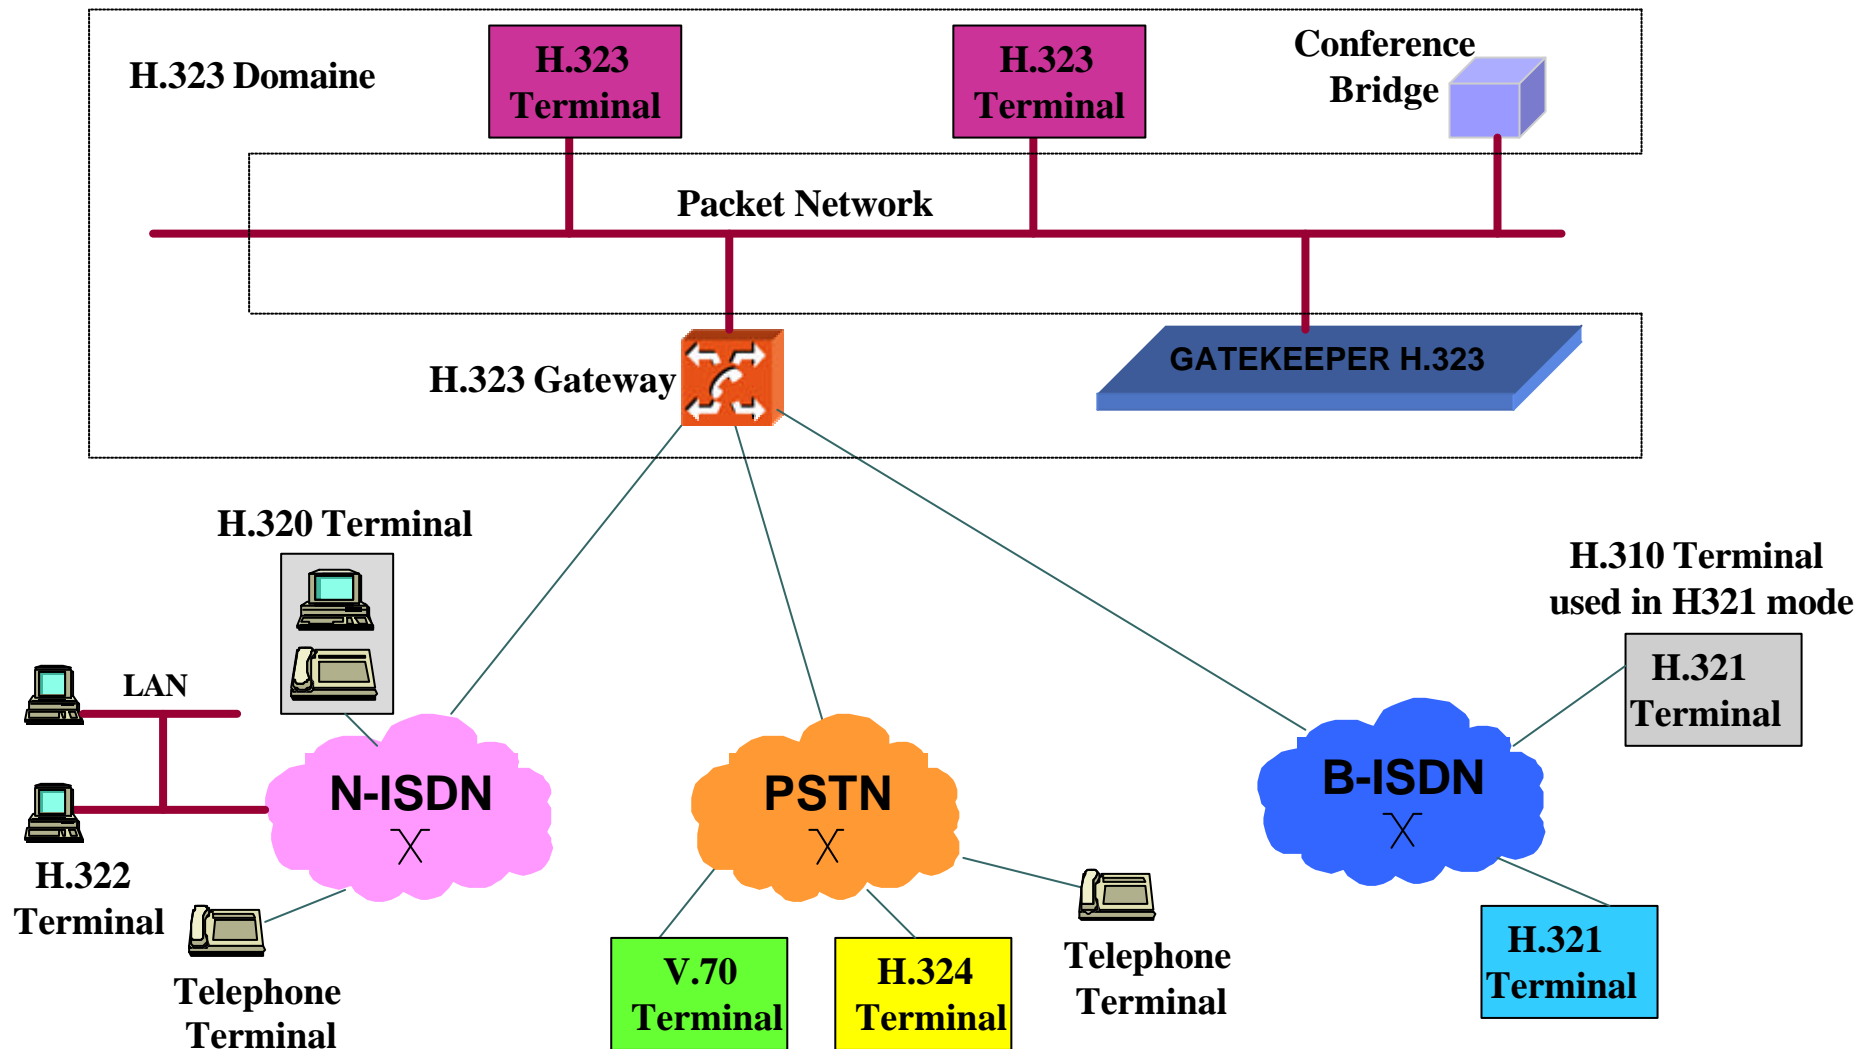 H.323 Domaine
H.323
Terminal
H.323
Terminal
Conference
Bridge
Packet Network
H.323 Gateway
GATEKEEPER H.323
H.320 Terminal
H.310 Terminal
used in H321 mode
H.321
Terminal
LAN
N-ISDN
PSTN
B-ISDN
H.322
Terminal
Telephone
Terminal
V.70
Terminal
H.324
Terminal
Telephone
Terminal
H.321
Terminal